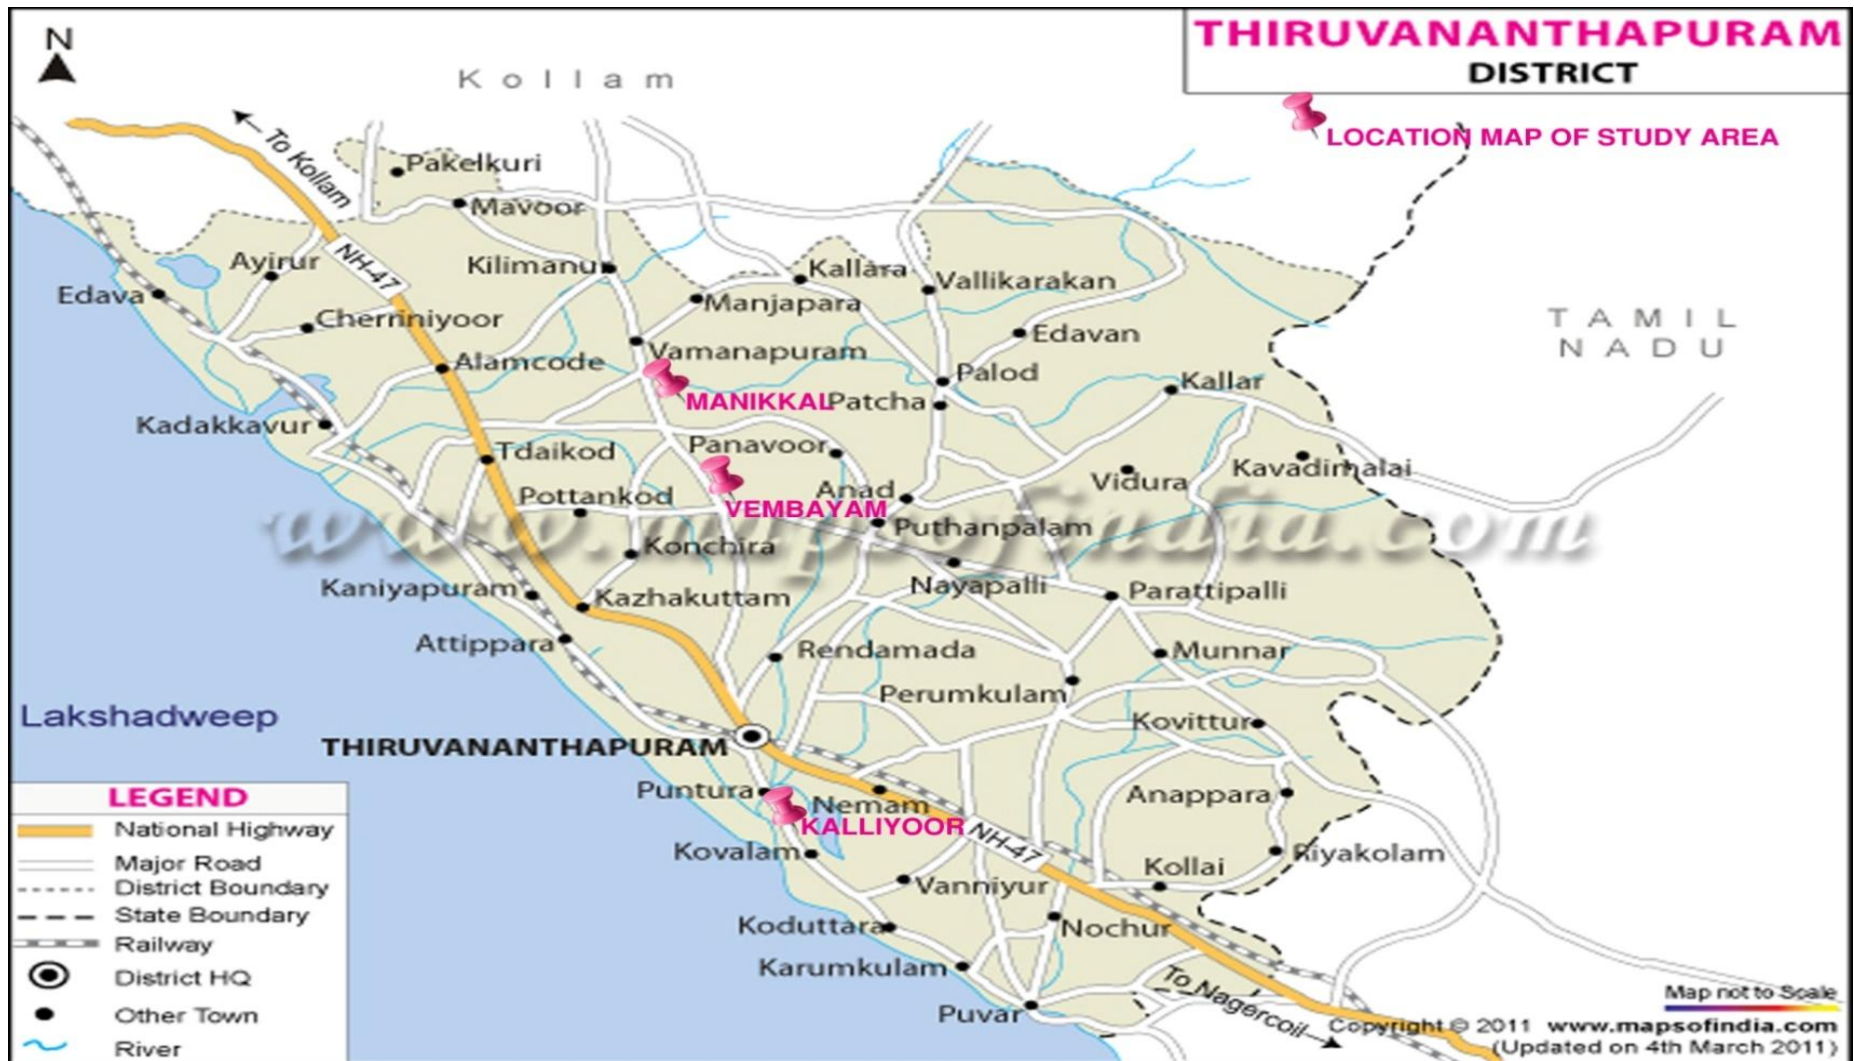 N
THIRUVANANTHAPURAM
DISTRICT
LOCATION MAP OF STUDY AREA
Kollam
To Kollam
Pakelkuri
Mavoor
NH-47
Ayirur
Kilimanur
Kallara
Edava
Manjapara
Vallikarakan
Cherriniyoor
Edavan
TAMIL
NADU
Vamanapuram
Alamcode
Palod
Kallar
MANIKKAL
Patcha
Kadakkavur
Tdaikod
Panavoor
Vidura
Kavadimalai
Pottankod
Anad
VEMBAYAM
Puthanpalam
www.mapsofindia.com
Konchira
Kaniyapuram
Kazhakuttam
Nayapalli
Parattipalli
Attippara
Rendamada
Munnar
Perumkulam
Lakshadweep
Kovittur
THIRUVANANTHAPURAM
Puntura
Nemam
Anappara
KALLIYOOR
NH-47
Kovalam
Riyakolam
Kollai
Vanniyur
Koduttara
Nochur
Karumkulam
To Nagercoil
Puvar
LEGEND
National Highway
Major Road
District Boundary
State Boundary
Railway
District HQ
Other Town
River
Map not to Scale
Copyright © 2011 www.mapsofindia.com
(Updated on 4th March 2011)